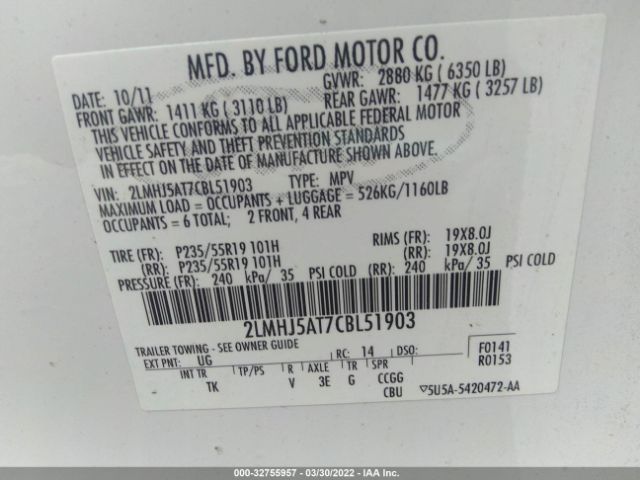 MFD. BY FORD MOTOR CO.
DATE: 10/11 GVWR: 2880 KG ( 6350 LB)
FRONT GAWR: 1411 KG ( 3110 LB) REAR GAWR: 1477 KG ( 3257 LB)
THIS VEHICLE CONFORMS TO ALL APPLICABLE FEDERAL MOTOR
VEHICLE SAFETY AND THEFT PREVENTION STANDARDS
IN EFFECT ON THE DATE OF MANUFACTURE SHOWN ABOVE.
VIN: 2LMHJ5AT7CBL51903 TYPE: MPV
MAXIMUM LOAD = OCCUPANTS + LUGGAGE = 526KG/1160LB
OCCUPANTS = 6 TOTAL; 2 FRONT, 4 REAR
TIRE (FR): P235/55R19 101H RIMS (FR): 19X8.0J
(RR): P235/55R19 101H (RR): 19X8.0J
PRESSURE (FR): 240 kPa/ 35 PSI COLD (RR): 240 kPa/ 35 PSI COLD
2LMHJ5AT7CBL51903
TRAILER TOWING - SEE OWNER GUIDE F0141
EXT PNT: UG RC: 14 DSO: R0153
INT TR TP/PS R AXLE TR SPR
TK V 3E G CCGG
CBU 5U5A-5420472-AA
000-32755957 - 03/30/2022 - IAA Inc.